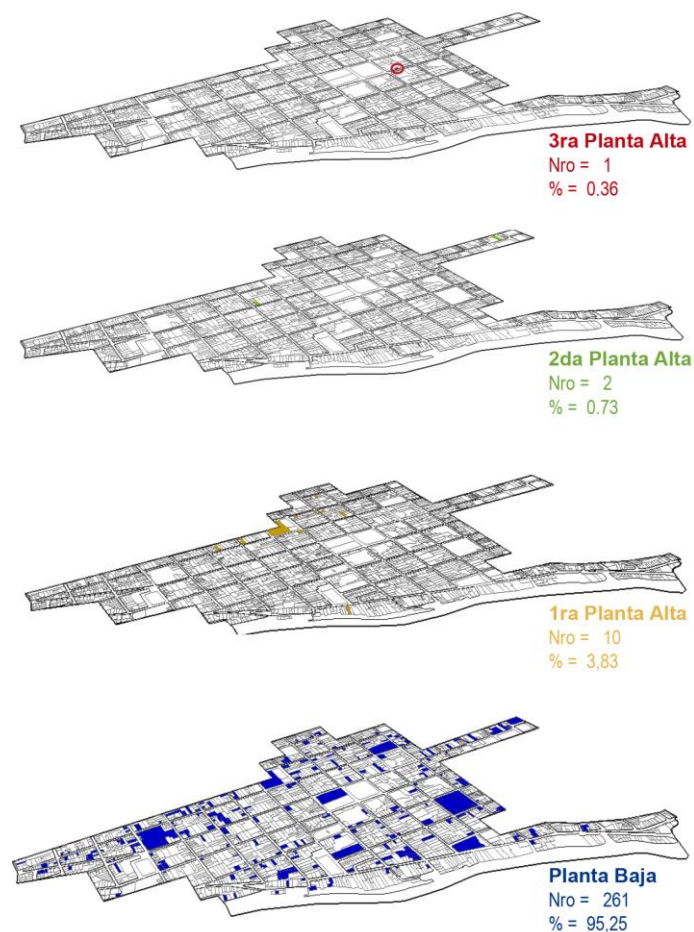 3ra Planta Alta
Nro = 1
% = 0.36
2da Planta Alta
Nro = 2
% = 0.73
1ra Planta Alta
Nro = 10
% = 3,83
Planta Baja
Nro = 261
% = 95,25